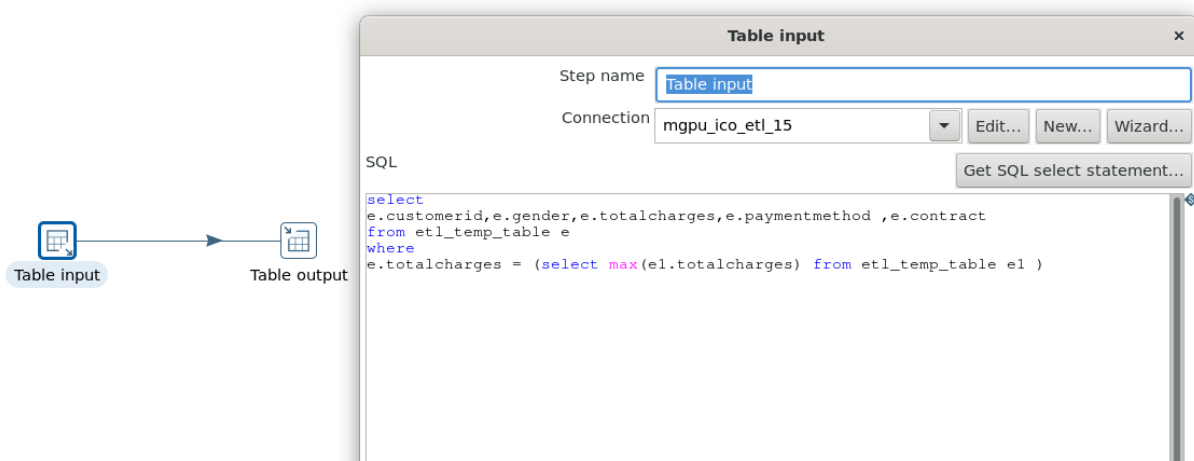 Table input
Step name
Table input
Connection
mgpu_ico_etl_15
Edit...
New...
Wizard...
SQL
Get SQL select statement...
select
e.customerid,e.gender,e.totalcharges,e.paymentmethod ,e.contract
from etl_temp_table e
where
e.totalcharges = (select max(e1.totalcharges) from etl_temp_table e1 )
Table input
Table output